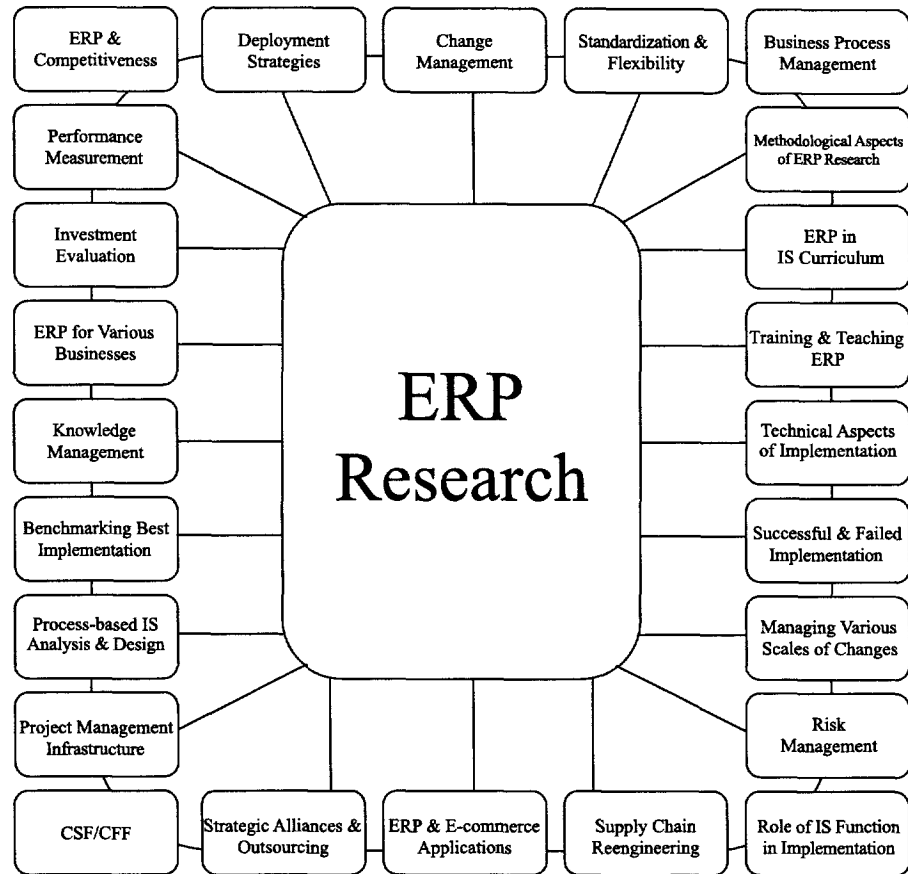 ERP &
Competitiveness
Deployment
Strategies
Change
Management
Standardization &
Flexibility
Business Process
Management
Performance
Measurement
Methodological Aspects
of ERP Research
Investment
Evaluation
ERP in
IS Curriculum
ERP for Various
Businesses
Training & Teaching
ERP
ERP
Research
Knowledge
Management
Technical Aspects
of Implementation
Benchmarking Best
Implementation
Successful & Failed
Implementation
Process-based IS
Analysis & Design
Managing Various
Scales of Changes
Project Management
Infrastructure
Risk
Management
CSF/CFF
Strategic Alliances &
Outsourcing
ERP & E-commerce
Applications
Supply Chain
Reengineering
Role of IS Function
in Implementation